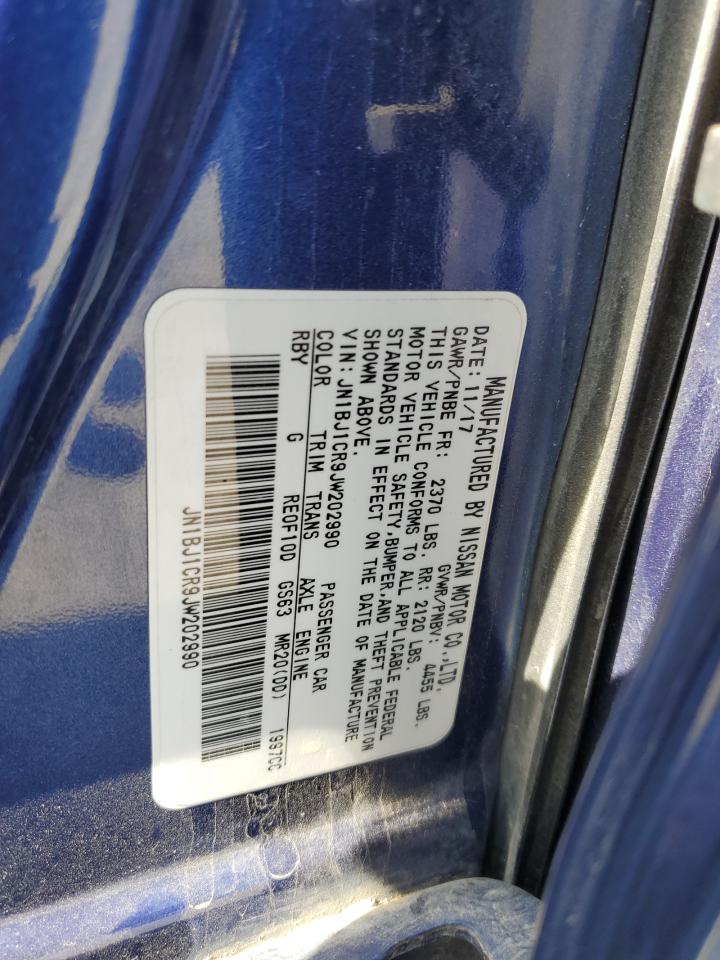 MANUFACTURED BY NISSAN MOTOR CO.,LTD.
DATE:11/17 GVWR/PNBV: 4455 LBS.
GAWR/PNBE FR: 2370 LBS. RR: 2120 LBS.
THIS VEHICLE CONFORMS TO ALL APPLICABLE FEDERAL
MOTOR VEHICLE SAFETY,BUMPER,AND THEFT PREVENTION
STANDARDS IN EFFECT ON THE DATE OF MANUFACTURE
SHOWN ABOVE.
VIN:JN1BJ1CR9JW202990 PASSENGER CAR
COLOR TRIM TRANS AXLE ENGINE
RBY G RE0F10D GS63 MR20(DD) 1997CC
JN1BJ1CR9JW202990